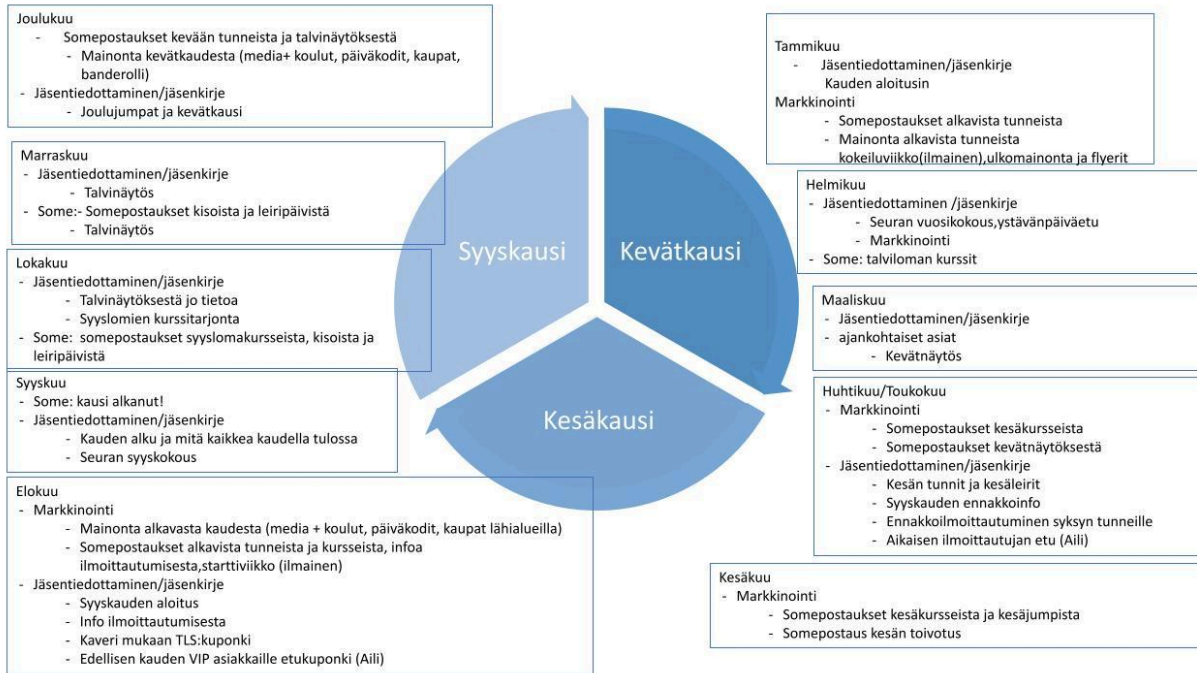 Joulukuu
- Somepostaukset kevään tunneista ja talvinäytöksestä
- Mainonta kevätkaudesta (media+ koulut, päiväkodit, kaupat,
banderolli)
- Jäsentiedottaminen/jäsenkirje
- Joulujumpat ja kevätkausi
Marraskuu
- Jäsentiedottaminen/jäsenkirje
- Talvinäytös
- Some:- Somepostaukset kisoista ja leiripäivistä
- Talvinäytös
Lokakuu
- Jäsentiedottaminen/jäsenkirje
- Talvinäytöksestä jo tietoa
- Syyslomien kurssitarjonta
- Some: somepostaukset syyslomakursseista, kisoista ja
leiripäivistä
Syyskuu
- Some: kausi alkanut!
- Jäsentiedottaminen/jäsenkirje
- Kauden alku ja mitä kaikkea kaudella tulossa
- Seuran syyskokous
Elokuu
- Markkinointi
- Mainonta alkavasta kaudesta (media + koulut, päiväkodit, kaupat lähialueilla)
- Somepostaukset alkavista tunneista ja kursseista, infoa
ilmoittautumisesta,starttiviikko (ilmainen)
- Jäsentiedottaminen/jäsenkirje
- Syyskauden aloitus
- Info ilmoittautumisesta
- Kaveri mukaan TLS:kuponki
- Edellisen kauden VIP asiakkaille etukuponki (Aili)
Syyskausi
Kevätkausi
Kesäkausi
Tammikuu
- Jäsentiedottaminen/jäsenkirje
Kauden aloitusin
Markkinointi
- Somepostaukset alkavista tunneista
- Mainonta alkavista tunneista
kokeiluviikko(ilmainen),ulkomainonta ja flyerit
Helmikuu
- Jäsentiedottaminen /jäsenkirje
- Seuran vuosikokous,ystävänpäiväetu
- Markkinointi
- Some: talviloman kurssit
Maaliskuu
- Jäsentiedottaminen/jäsenkirje
- ajankohtaiset asiat
- Kevätnäytös
Huhtikuu/Toukokuu
- Markkinointi
- Somepostaukset kesäkursseista
- Somepostaukset kevätnäytöksestä
- Jäsentiedottaminen/jäsenkirje
- Kesän tunnit ja kesäleirit
- Syyskauden ennakkoinfo
- Ennakkoilmoittautuminen syksyn tunneille
- Aikaisen ilmoittautujan etu (Aili)
Kesäkuu
- Markkinointi
- Somepostaukset kesäkursseista ja kesäjumpista
- Somepostaus kesän toivotus